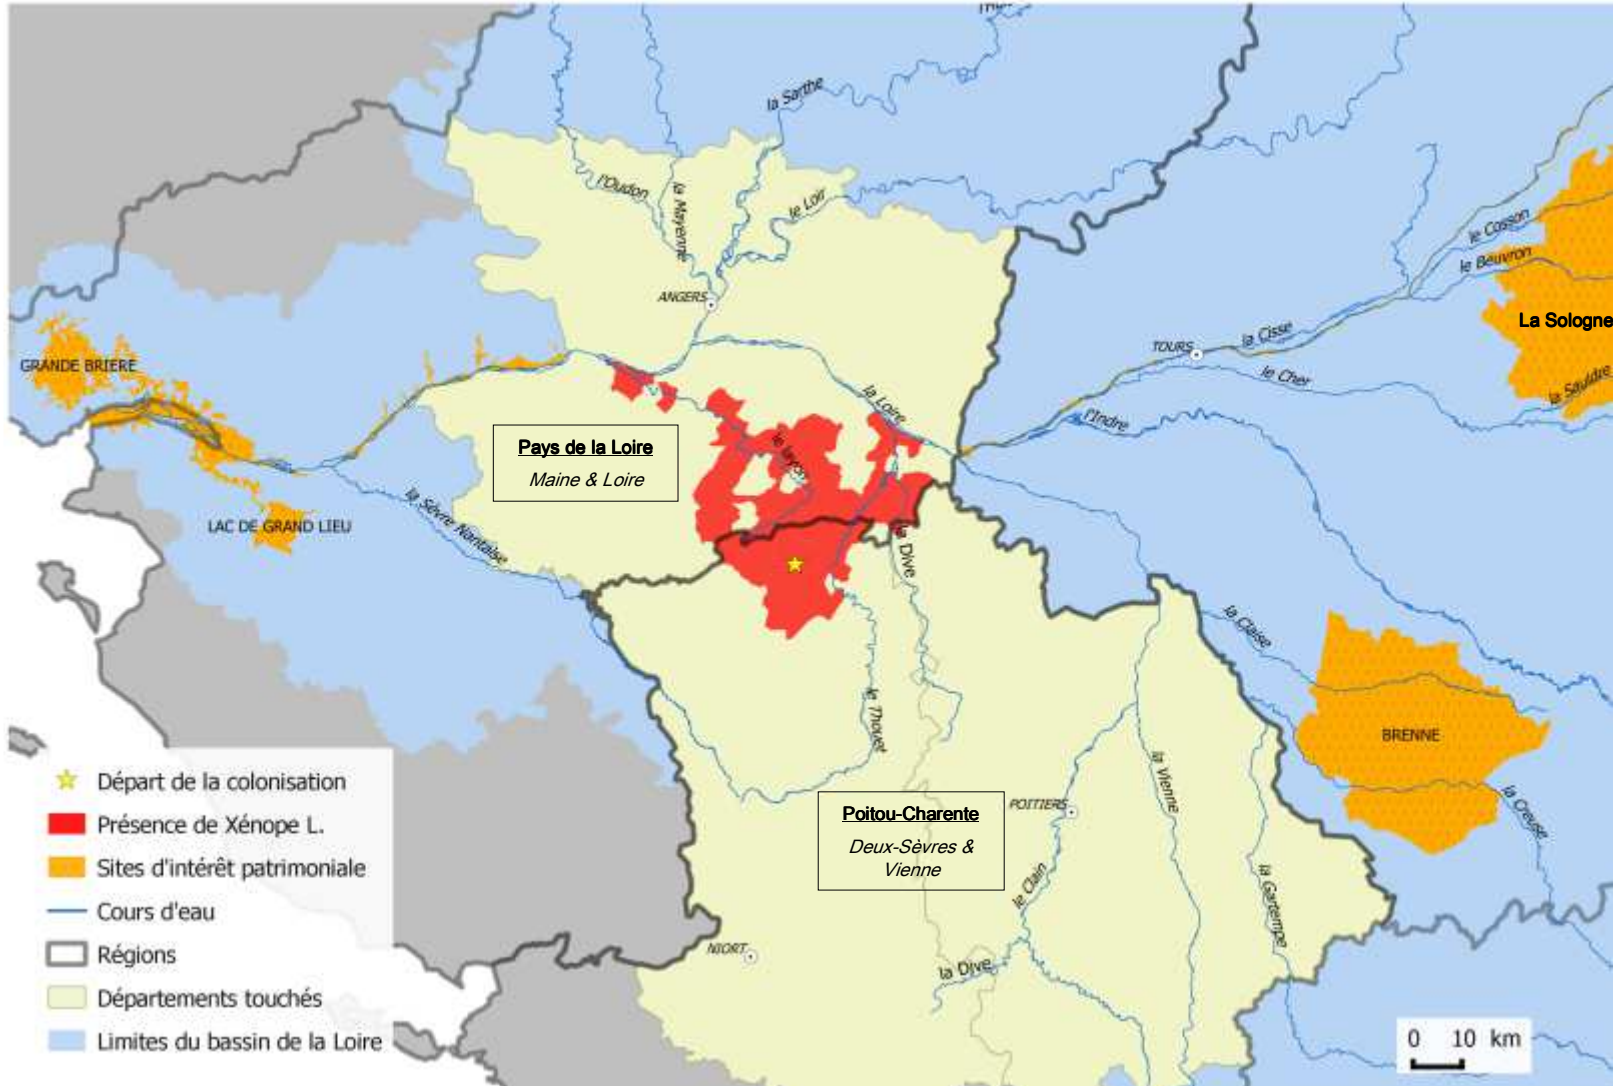 la Sarthe
l'Oudon
la Mayenne
le Loir
ANGERS
le Cosson
le Beuvron
La Sologne
la Cisse
TOURS
le Cher
la Sauldre
l'Indre
GRANDE BRIERE
la Loire
Pays de la Loire
Maine & Loire
le layon
LAC DE GRAND LIEU
la Sèvre Nantaise
la Dive
la Claise
BRENNE
la Creuse
le Thouet
la Vienne
POITIERS
Poitou-Charente
Deux-Sèvres &
Vienne
le Clain
la Gartempe
NIORT
la Dive
Départ de la colonisation
Présence de Xénope L.
Sites d'intérêt patrimoniale
Cours d'eau
Régions
Départements touchés
Limites du bassin de la Loire
0 10 km